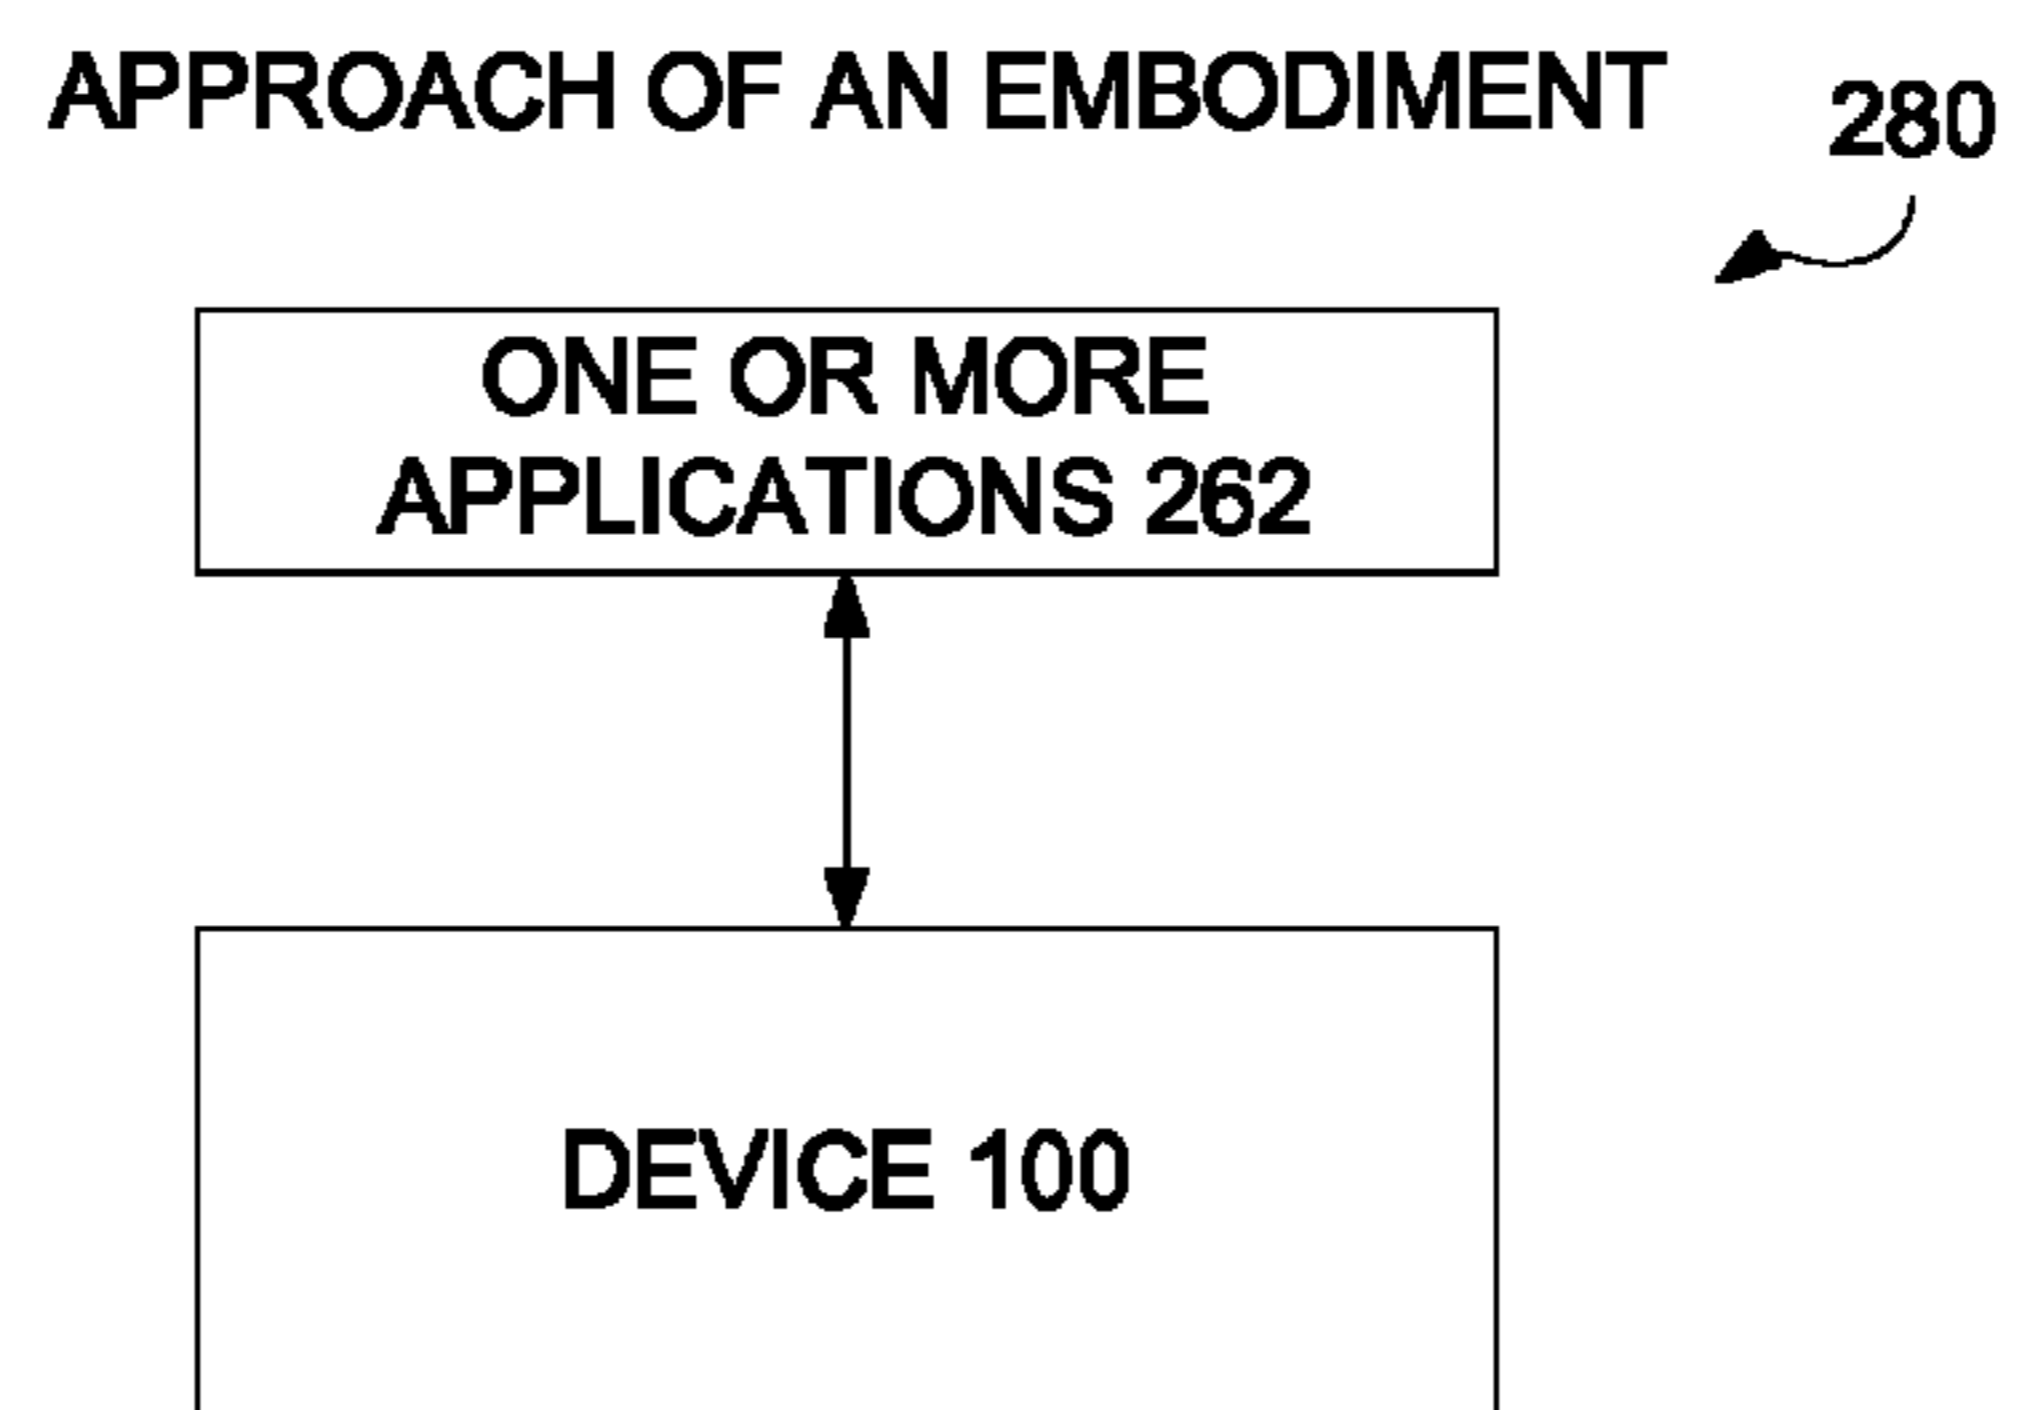 APPROACH OF AN EMBODIMENT
280
ONE OR MORE
APPLICATIONS 262
DEVICE 100